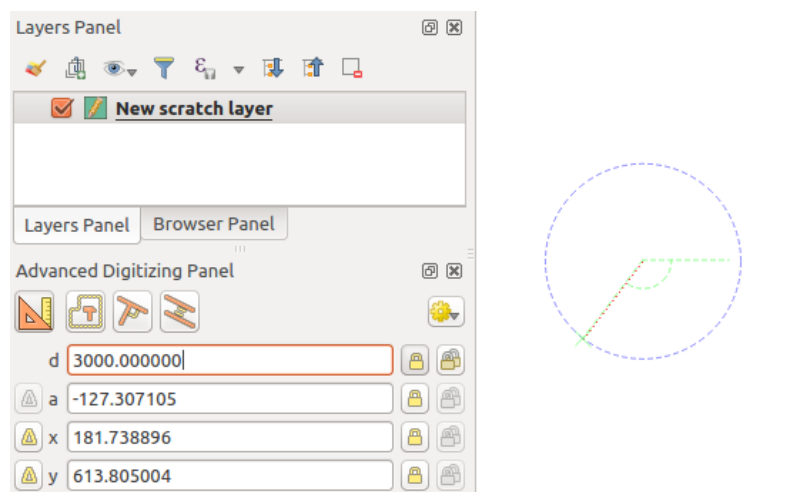 Layers Panel
New scratch layer
Layers Panel
Browser Panel
Advanced Digitizing Panel
d 3000.000000
a -127.307105
x 181.738896
y 613.805004